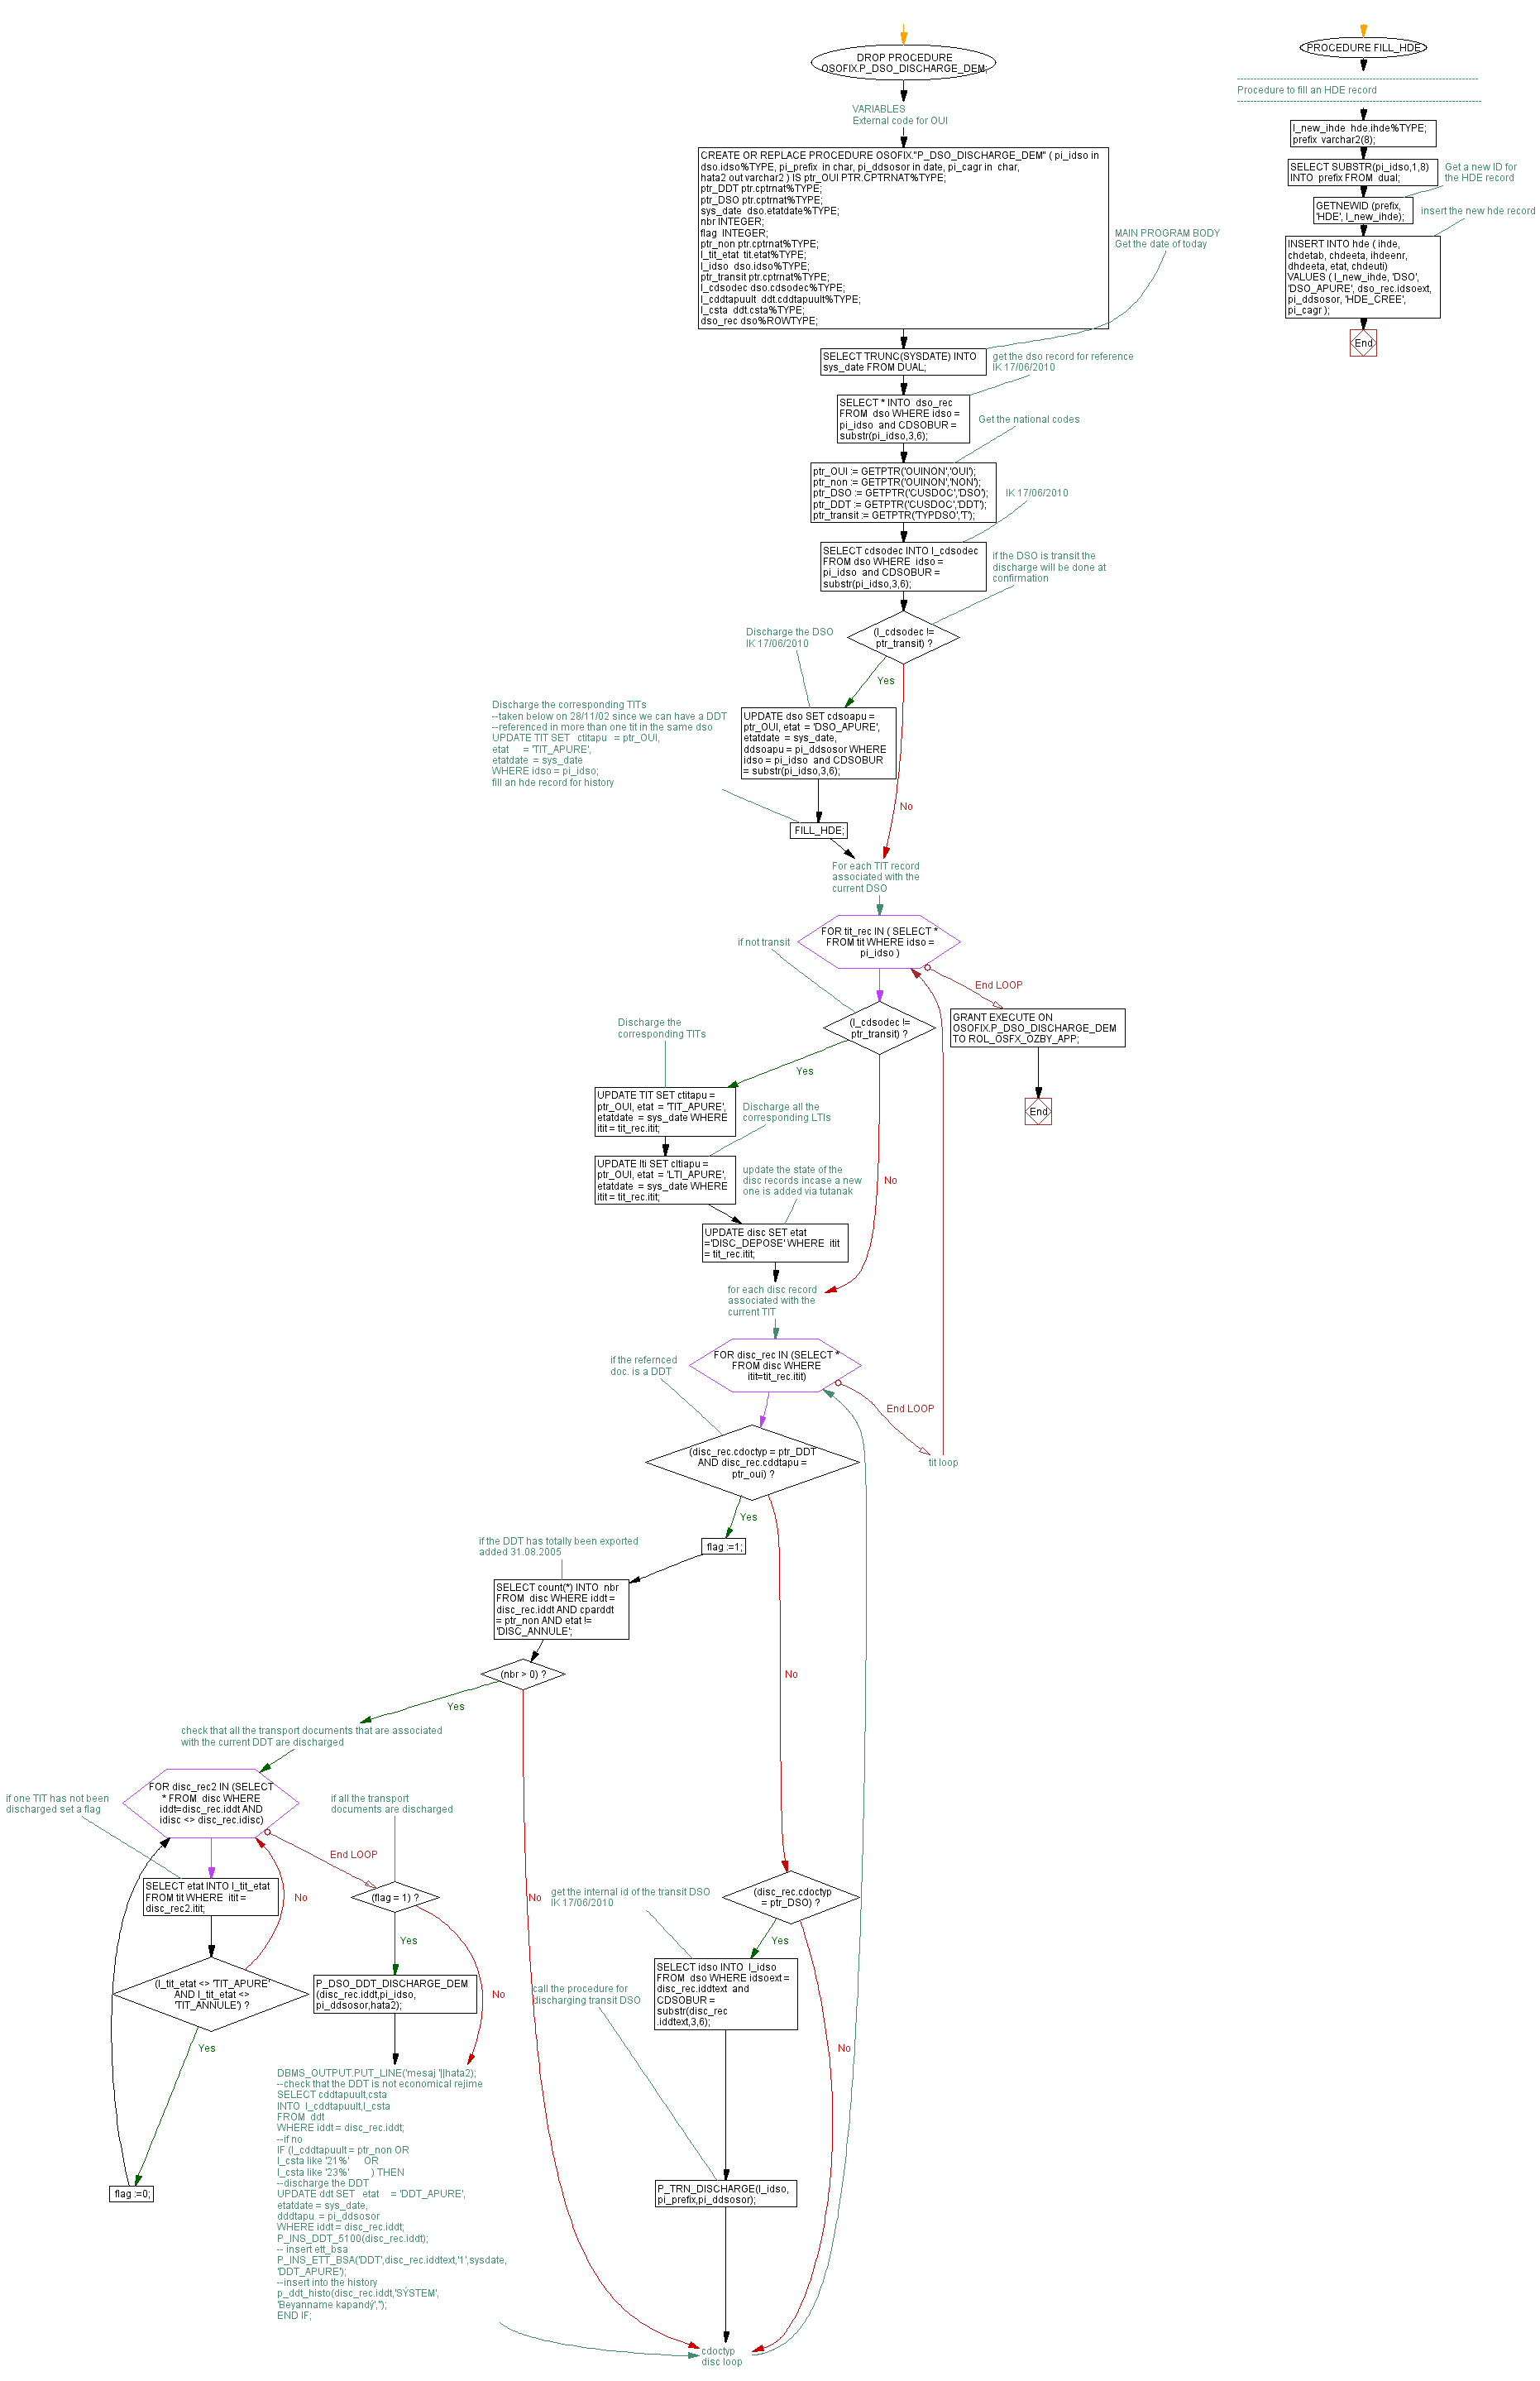 DROP PROCEDURE
OSOFIX.P_DSO_DISCHARGE_DEM;
VARIABLES
External code for OUI
CREATE OR REPLACE PROCEDURE OSOFIX."P_DSO_DISCHARGE_DEM" ( pi_idso in
dso.idso%TYPE, pi_prefix in char, pi_ddsosor in date, pi_cagr in char,
hata2 out varchar2 ) IS ptr_OUI PTR.CPTRNAT%TYPE;
ptr_DDT ptr.cptrnat%TYPE;
ptr_DSO ptr.cptrnat%TYPE;
sys_date dso.etatdate%TYPE;
nbr INTEGER;
flag INTEGER;
ptr_non ptr.cptrnat%TYPE;
l_tit_etat tit.etat%TYPE;
l_idso dso.idso%TYPE;
ptr_transit ptr.cptrnat%TYPE;
l_cdsodec dso.cdsodec%TYPE;
l_cddtapuult ddt.cddtapuult%TYPE;
l_csta ddt.csta%TYPE;
dso_rec dso%ROWTYPE;
MAIN PROGRAM BODY
Get the date of today
SELECT TRUNC(SYSDATE) INTO
sys_date FROM DUAL;
get the dso record for reference
IK 17/06/2010
SELECT * INTO dso_rec
FROM dso WHERE idso =
pi_idso and CDSOBUR =
substr(pi_idso,3,6);
Get the national codes
ptr_OUI := GETPTR('OUINON','OUI');
ptr_non := GETPTR('OUINON','NON');
ptr_DSO := GETPTR('CUSDOC','DSO');
ptr_DDT := GETPTR('CUSDOC','DDT');
ptr_transit := GETPTR('TYPDSO','T');
IK 17/06/2010
SELECT cdsodec INTO l_cdsodec
FROM dso WHERE idso =
pi_idso and CDSOBUR =
substr(pi_idso,3,6);
if the DSO is transit the
discharge will be done at
confirmation
(l_cdsodec !=
ptr_transit) ?
Yes
No
Discharge the DSO
IK 17/06/2010
UPDATE dso SET cdsoapu =
ptr_OUI, etat = 'DSO_APURE',
etatdate = sys_date,
ddsoapu = pi_ddsosor WHERE
idso = pi_idso and CDSOBUR
= substr(pi_idso,3,6);
Discharge the corresponding TITs
--taken below on 28/11/02 since we can have a DDT
--referenced in more than one tit in the same dso
UPDATE TIT SET ctitapu = ptr_OUI,
etat = 'TIT_APURE',
etatdate = sys_date
WHERE idso = pi_idso;
fill an hde record for history
FILL_HDE;
For each TIT record
associated with the
current DSO
FOR tit_rec IN ( SELECT *
FROM tit WHERE idso =
pi_idso )
End LOOP
GRANT EXECUTE ON
OSOFIX.P_DSO_DISCHARGE_DEM
TO ROL_OSFX_OZBY_APP;
End
if not transit
(l_cdsodec !=
ptr_transit) ?
Yes
No
Discharge the
corresponding TITs
UPDATE TIT SET ctitapu =
ptr_OUI, etat = 'TIT_APURE',
etatdate = sys_date WHERE
itit = tit_rec.itit;
Discharge all the
corresponding LTIs
UPDATE lti SET cltiapu =
ptr_OUI, etat = 'LTI_APURE',
etatdate = sys_date WHERE
itit = tit_rec.itit;
update the state of the
disc records incase a new
one is added via tutanak
UPDATE disc SET etat
='DISC_DEPOSE' WHERE itit
= tit_rec.itit;
for each disc record
associated with the
current TIT
FOR disc_rec IN (SELECT *
FROM disc WHERE
itit=tit_rec.itit)
End LOOP
tit loop
if the refernced
doc. is a DDT
(disc_rec.cdoctyp = ptr_DDT
AND disc_rec.cddtapu =
ptr_oui) ?
Yes
No
flag :=1;
if the DDT has totally been exported
added 31.08.2005
SELECT count(*) INTO nbr
FROM disc WHERE iddt =
disc_rec.iddt AND cparddt
= ptr_non AND etat !=
'DISC_ANNULE';
(nbr > 0) ?
Yes
No
check that all the transport documents that are associated
with the current DDT are discharged
FOR disc_rec2 IN (SELECT
* FROM disc WHERE
iddt=disc_rec.iddt AND
idisc <> disc_rec.idisc)
End LOOP
if one TIT has not been
discharged set a flag
SELECT etat INTO l_tit_etat
FROM tit WHERE itit =
disc_rec2.itit;
(l_tit_etat <> 'TIT_APURE'
AND l_tit_etat <>
'TIT_ANNULE') ?
No
Yes
flag :=0;
if all the transport
documents are discharged
(flag = 1) ?
Yes
No
P_DSO_DDT_DISCHARGE_DEM
(disc_rec.iddt,pi_idso,
pi_ddsosor,hata2);
DBMS_OUTPUT.PUT_LINE('mesaj '||hata2);
--check that the DDT is not economical rejime
SELECT cddtapuult,csta
INTO l_cddtapuult,l_csta
FROM ddt
WHERE iddt = disc_rec.iddt;
--if no
IF (l_cddtapuult = ptr_non OR
l_csta like '21%' OR
l_csta like '23%' ) THEN
--discharge the DDT
UPDATE ddt SET etat = 'DDT_APURE',
etatdate = sys_date,
dddtapu = pi_ddsosor
WHERE iddt = disc_rec.iddt;
P_INS_DDT_5100(disc_rec.iddt);
-- insert ett_bsa
P_INS_ETT_BSA('DDT',disc_rec.iddtext,'1',sysdate,
'DDT_APURE');
--insert into the history
p_ddt_histo(disc_rec.iddt,'SÝSTEM',
'Beyanname kapandý','');
END IF;
(disc_rec.cdoctyp
= ptr_DSO) ?
Yes
No
get the internal id of the transit DSO
IK 17/06/2010
SELECT idso INTO l_idso
FROM dso WHERE idsoext =
disc_rec.iddtext and
CDSOBUR =
substr(disc_rec
.iddtext,3,6);
call the procedure for
discharging transit DSO
P_TRN_DISCHARGE(l_idso,
pi_prefix,pi_ddsosor);
cdoctyp
disc loop
PROCEDURE FILL_HDE
Procedure to fill an HDE record
l_new_ihde hde.ihde%TYPE;
prefix varchar2(8);
SELECT SUBSTR(pi_idso,1,8)
INTO prefix FROM dual;
Get a new ID for
the HDE record
GETNEWID (prefix,
'HDE', l_new_ihde);
insert the new hde record
INSERT INTO hde ( ihde,
chdetab, chdeeta, ihdeenr,
dhdeeta, etat, chdeuti)
VALUES ( l_new_ihde, 'DSO',
'DSO_APURE', dso_rec.idsoext,
pi_ddsosor, 'HDE_CREE',
pi_cagr );
End